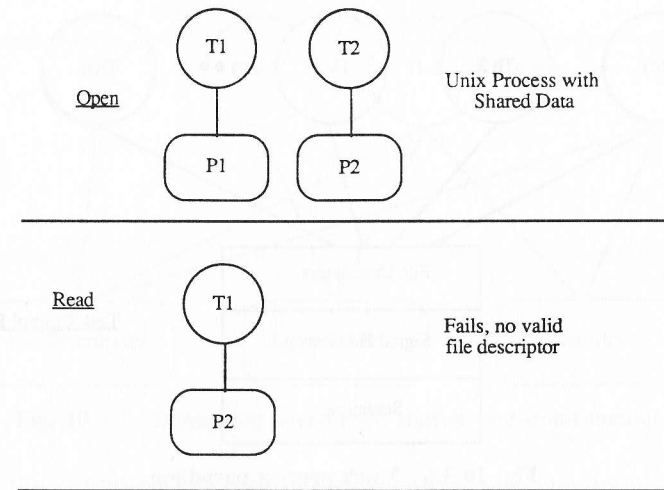 T1
T2
Open
Unix Process with
Shared Data
P1
P2
Read
T1
Fails, no valid
file descriptor
P2